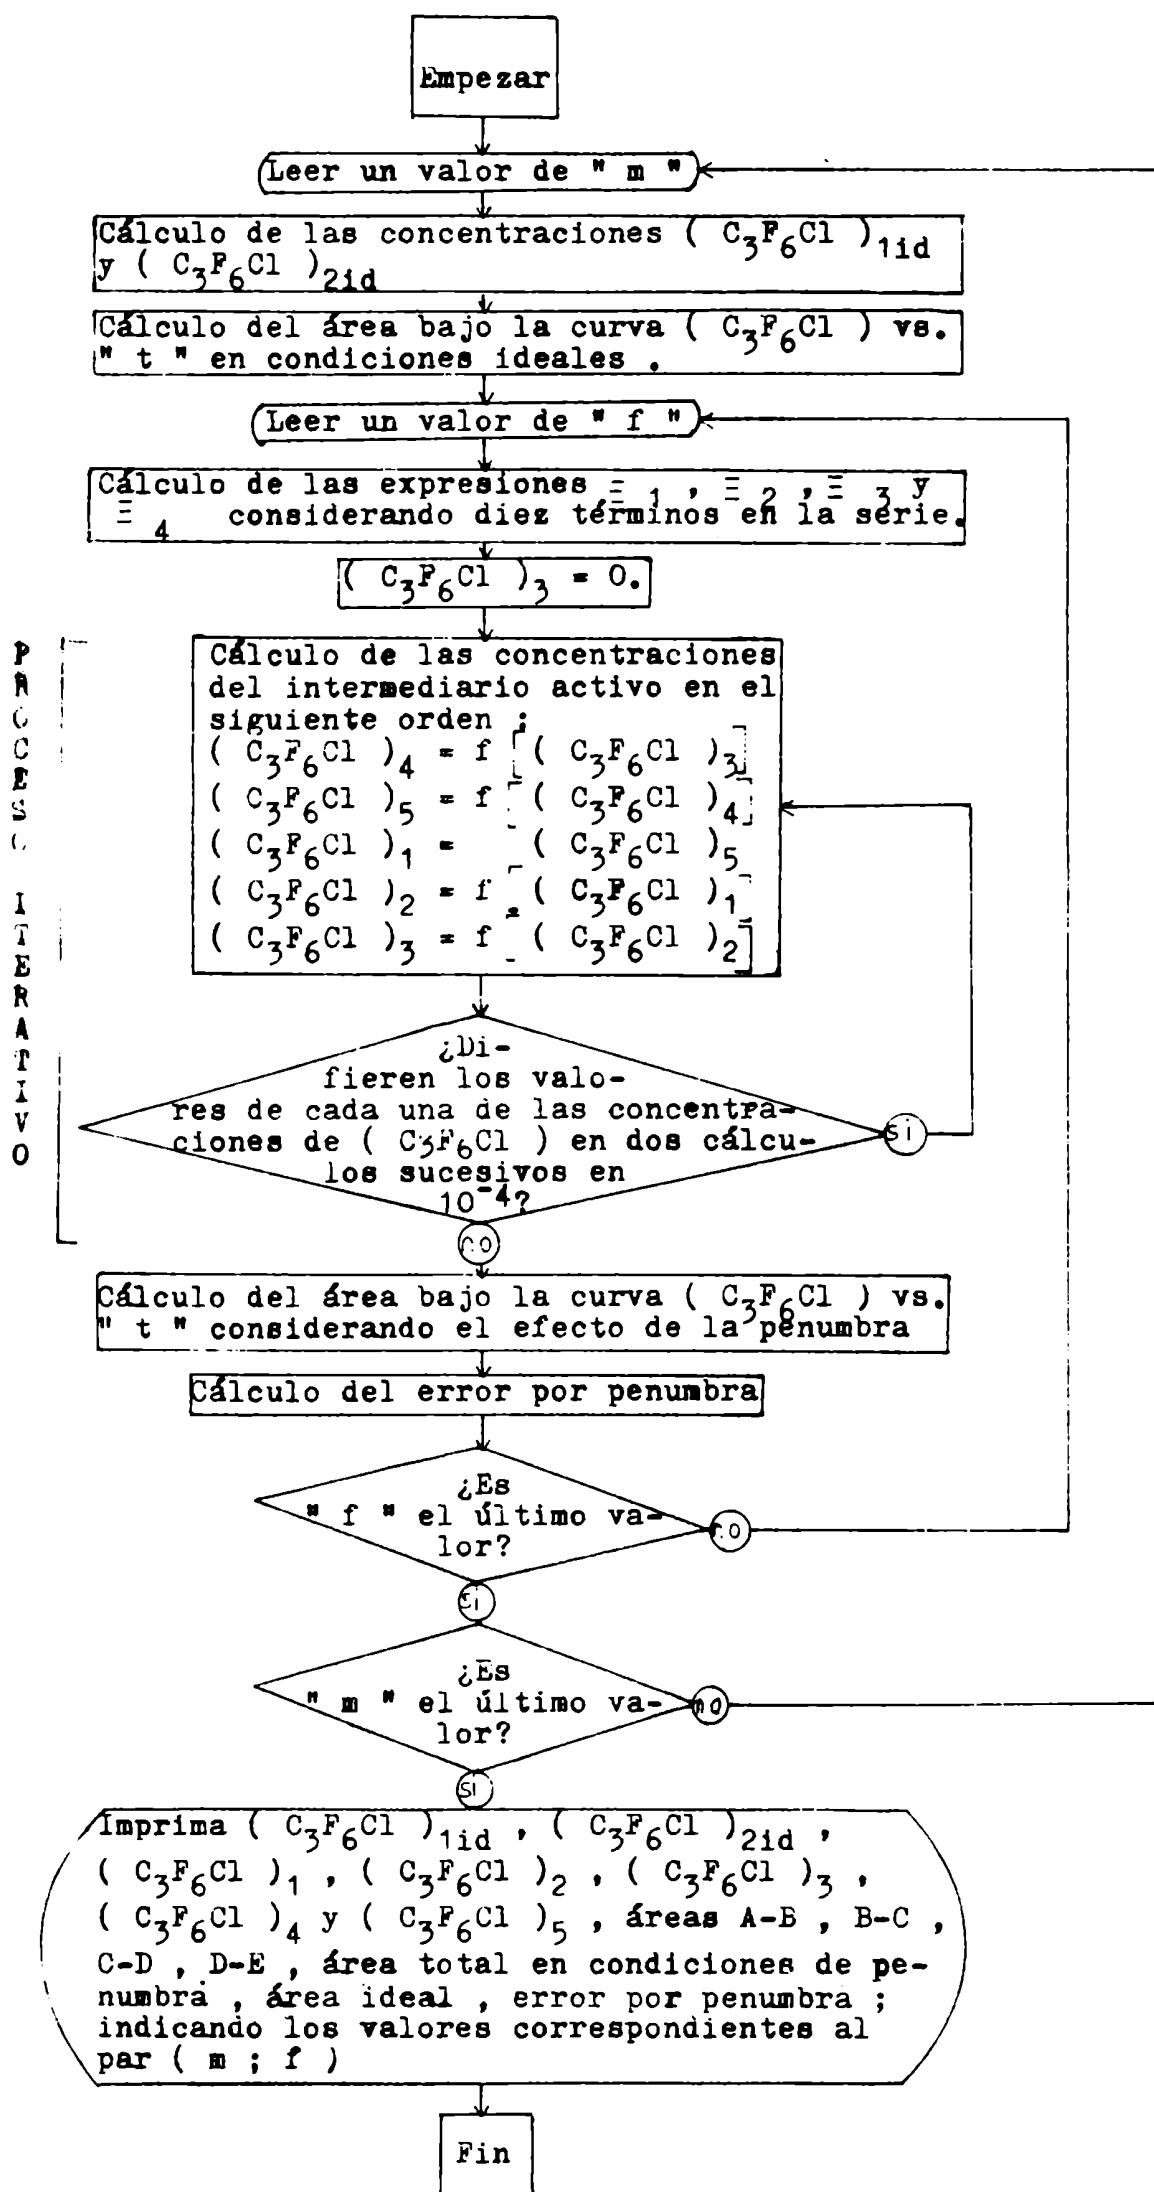 Empezar
Leer un valor de " m "
Cálculo de las concentraciones ( C3F6Cl )1id
y ( C3F6Cl )2id
Cálculo del área bajo la curva ( C3F6Cl ) vs.
" t " en condiciones ideales .
Leer un valor de " f "
Cálculo de las expresiones Ξ 1 , Ξ 2 , Ξ 3 y
Ξ 4 considerando diez términos en la serie.
( C3F6Cl )3 = 0.
PROCESO ITERATIVO
Cálculo de las concentraciones
del intermediario activo en el
siguiente orden :
( C3F6Cl )4 = f [ ( C3F6Cl )3]
( C3F6Cl )5 = f [ ( C3F6Cl )4]
( C3F6Cl )1 = ( C3F6Cl )5
( C3F6Cl )2 = f [ ( C3F6Cl )1]
( C3F6Cl )3 = f [ ( C3F6Cl )2]
¿Di-
fieren los valo-
res de cada una de las concentra-
ciones de ( C3F6Cl ) en dos cálcu-
los sucesivos en
10⁻⁴?
si
no
Cálculo del área bajo la curva ( C3F6Cl ) vs.
" t " considerando el efecto de la penumbra
Cálculo del error por penumbra
¿Es
" f " el último va-
lor?
no
si
¿Es
" m " el último va-
lor?
no
si
Imprima ( C3F6Cl )1id , ( C3F6Cl )2id ,
( C3F6Cl )1 , ( C3F6Cl )2 , ( C3F6Cl )3 ,
( C3F6Cl )4 y ( C3F6Cl )5 , áreas A-B , B-C ,
C-D , D-E , área total en condiciones de pe-
numbra , área ideal , error por penumbra ;
indicando los valores correspondientes al
par ( m ; f )
Fin